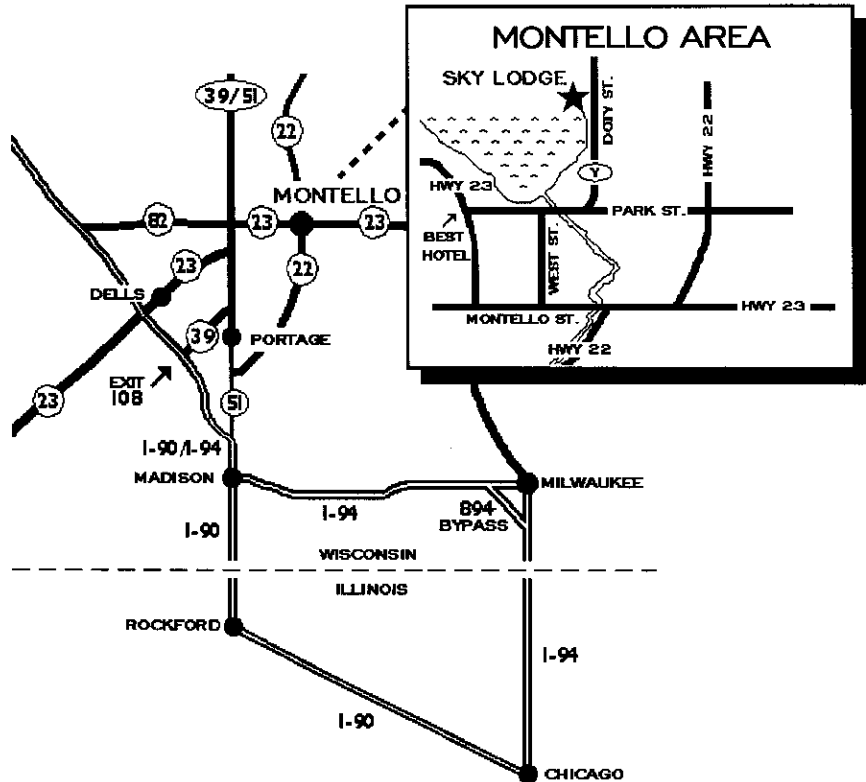 MONTELLO AREA
SKY LODGE
DOTY ST.
HWY 22
Y
HWY 23
PARK ST.
BEST
HOTEL
WEST ST.
HWY 23
MONTELLO ST.
HWY 22
39/51
22
MONTELLO
82
23
23
23
22
DELLS
39
PORTAGE
EXIT
108
23
51
I-90/I-94
MADISON
MILWAUKEE
I-94
894
BYPASS
I-90
WISCONSIN
ILLINOIS
ROCKFORD
I-94
I-90
CHICAGO